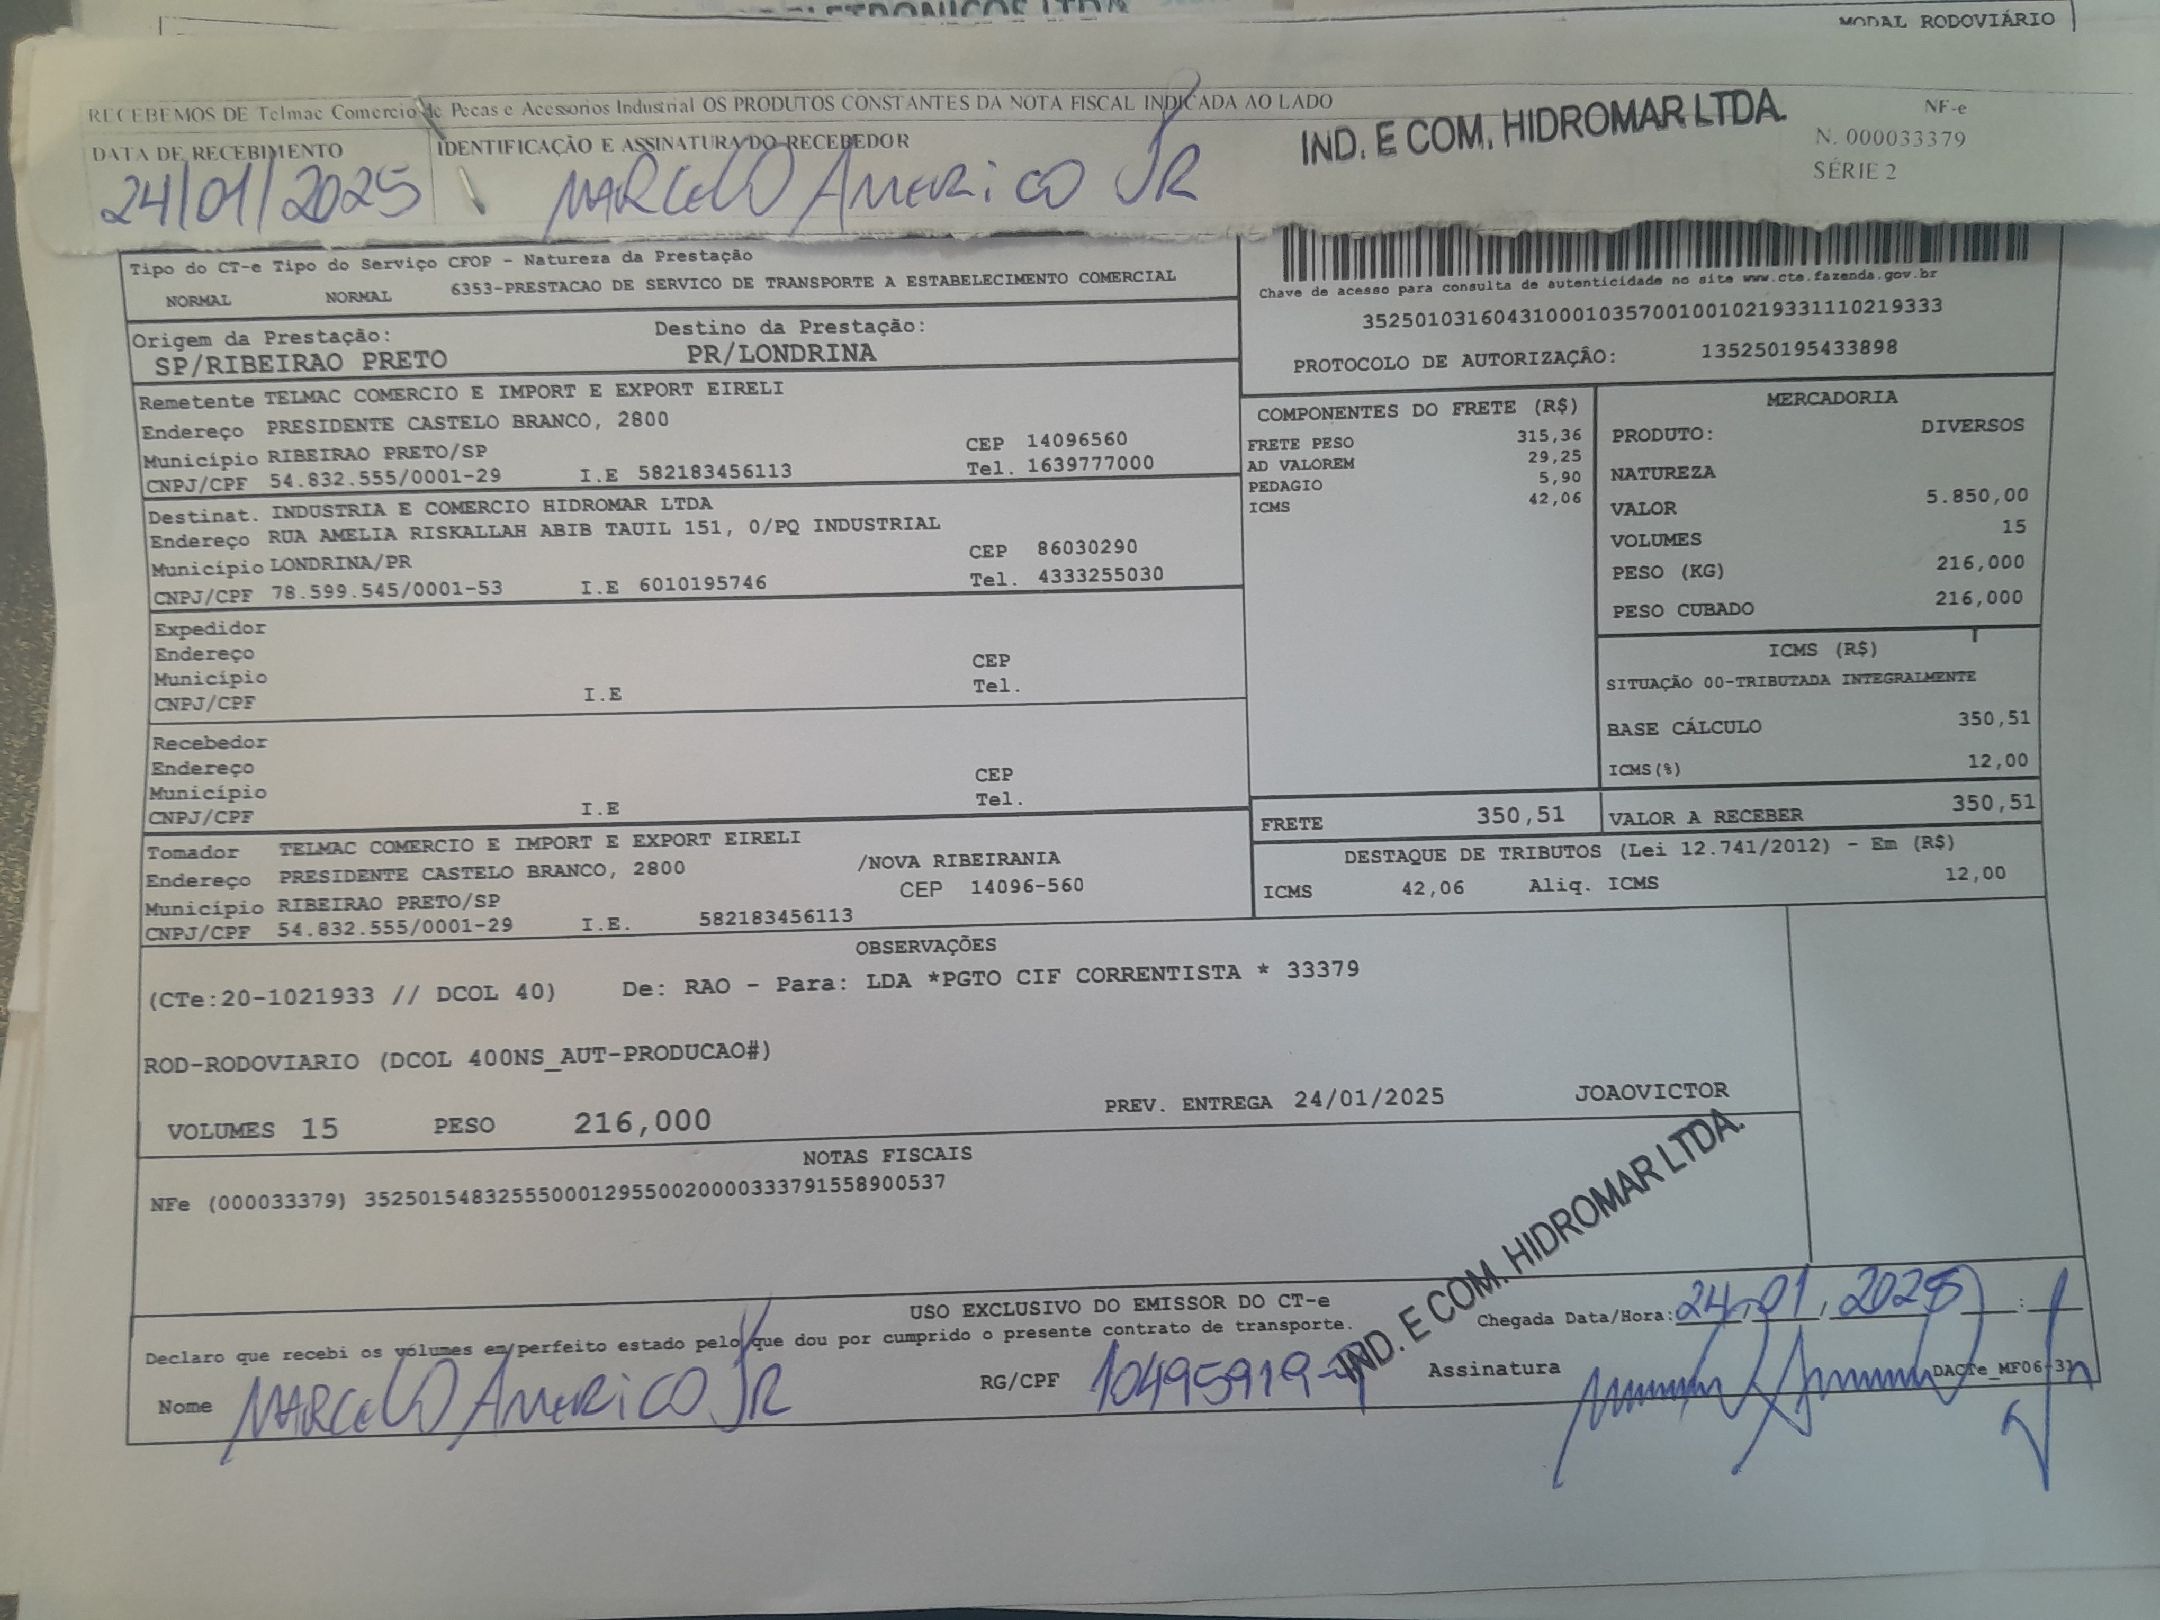 MODAL RODOVIÁRIO
RECEBEMOS DE Telmac Comercio de Pecas e Acessorios Industrial OS PRODUTOS CONSTANTES DA NOTA FISCAL INDICADA AO LADO
NF-e
DATA DE RECEBIMENTO IDENTIFICAÇÃO E ASSINATURA DO RECEBEDOR
IND. E COM. HIDROMAR LTDA.
N. 000033379
SÉRIE 2
24/01/2025 MARCELO AMERICO JR
Tipo do CT-e Tipo do Serviço CFOP - Natureza da Prestação
NORMAL NORMAL 6353-PRESTACAO DE SERVICO DE TRANSPORTE A ESTABELECIMENTO COMERCIAL
Chave de acesso para consulta de autenticidade no site www.cte.fazenda.gov.br
35250103160431000103570010010219331110219333
PROTOCOLO DE AUTORIZAÇÃO: 135250195433898
Origem da Prestação: Destino da Prestação:
SP/RIBEIRAO PRETO PR/LONDRINA
Remetente TELMAC COMERCIO E IMPORT E EXPORT EIRELI
Endereço PRESIDENTE CASTELO BRANCO, 2800
Município RIBEIRAO PRETO/SP CEP 14096560
CNPJ/CPF 54.832.555/0001-29 I.E 582183456113 Tel. 1639777000
Destinat. INDUSTRIA E COMERCIO HIDROMAR LTDA
Endereço RUA AMELIA RISKALLAH ABIB TAUIL 151, 0/PQ INDUSTRIAL
Município LONDRINA/PR CEP 86030290
CNPJ/CPF 78.599.545/0001-53 I.E 6010195746 Tel. 4333255030
Expedidor
Endereço
Município CEP
CNPJ/CPF I.E Tel.
Recebedor
Endereço
Município CEP
CNPJ/CPF I.E Tel.
Tomador TELMAC COMERCIO E IMPORT E EXPORT EIRELI
Endereço PRESIDENTE CASTELO BRANCO, 2800 /NOVA RIBEIRANIA
Município RIBEIRAO PRETO/SP CEP 14096-560
CNPJ/CPF 54.832.555/0001-29 I.E. 582183456113
COMPONENTES DO FRETE (R$)
FRETE PESO 315,36
AD VALOREM 29,25
PEDAGIO 5,90
ICMS 42,06
MERCADORIA
PRODUTO: DIVERSOS
NATUREZA
VALOR 5.850,00
VOLUMES 15
PESO (KG) 216,000
PESO CUBADO 216,000
ICMS (R$)
SITUAÇÃO 00-TRIBUTADA INTEGRALMENTE
BASE CÁLCULO 350,51
ICMS(%) 12,00
FRETE 350,51 VALOR A RECEBER 350,51
DESTAQUE DE TRIBUTOS (Lei 12.741/2012) - Em (R$)
ICMS 42,06 Aliq. ICMS 12,00
OBSERVAÇÕES
(CTe:20-1021933 // DCOL 40) De: RAO - Para: LDA *PGTO CIF CORRENTISTA * 33379
ROD-RODOVIARIO (DCOL 400NS_AUT-PRODUCAO#)
VOLUMES 15 PESO 216,000 PREV. ENTREGA 24/01/2025 JOAOVICTOR
NOTAS FISCAIS
NFe (000033379) 35250154832555000129550020000333791558900537
IND. E COM. HIDROMAR LTDA.
USO EXCLUSIVO DO EMISSOR DO CT-e
Declaro que recebi os volumes em perfeito estado pelo que dou por cumprido o presente contrato de transporte.
Chegada Data/Hora: 24/01/2025 :
Nome MARCELO AMERICO JR RG/CPF 10495919- Assinatura